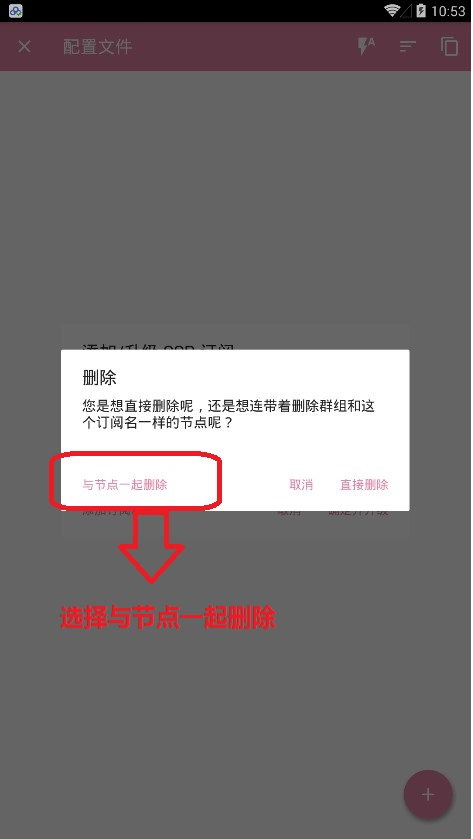 10:53
配置文件
添加/升级 SSR 订阅
删除
您是想直接删除呢，还是想连带着删除群组和这
个订阅名一样的节点呢？
与节点一起删除 取消 直接删除
添加订阅 取消 确定并升级
选择与节点一起删除